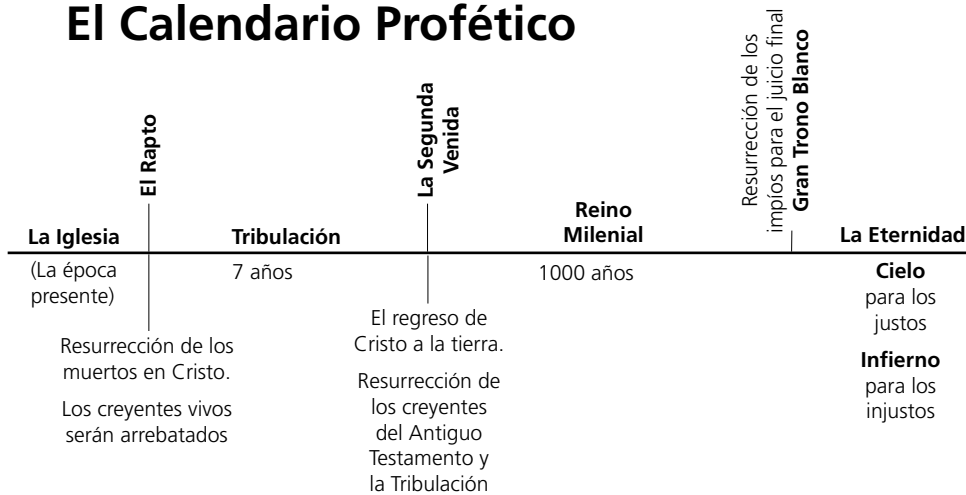 El Calendario Profético
El Rapto
La Segunda
Venida
Resurrección de los
impíos para el juicio final
Gran Trono Blanco
La Iglesia
Tribulación
Reino
Milenial
La Eternidad
(La época
presente)
7 años
1000 años
Cielo
para los
justos
Infierno
para los
injustos
Resurrección de los
muertos en Cristo.
Los creyentes vivos
serán arrebatados
El regreso de
Cristo a la tierra.
Resurrección de
los creyentes
del Antiguo
Testamento y
la Tribulación